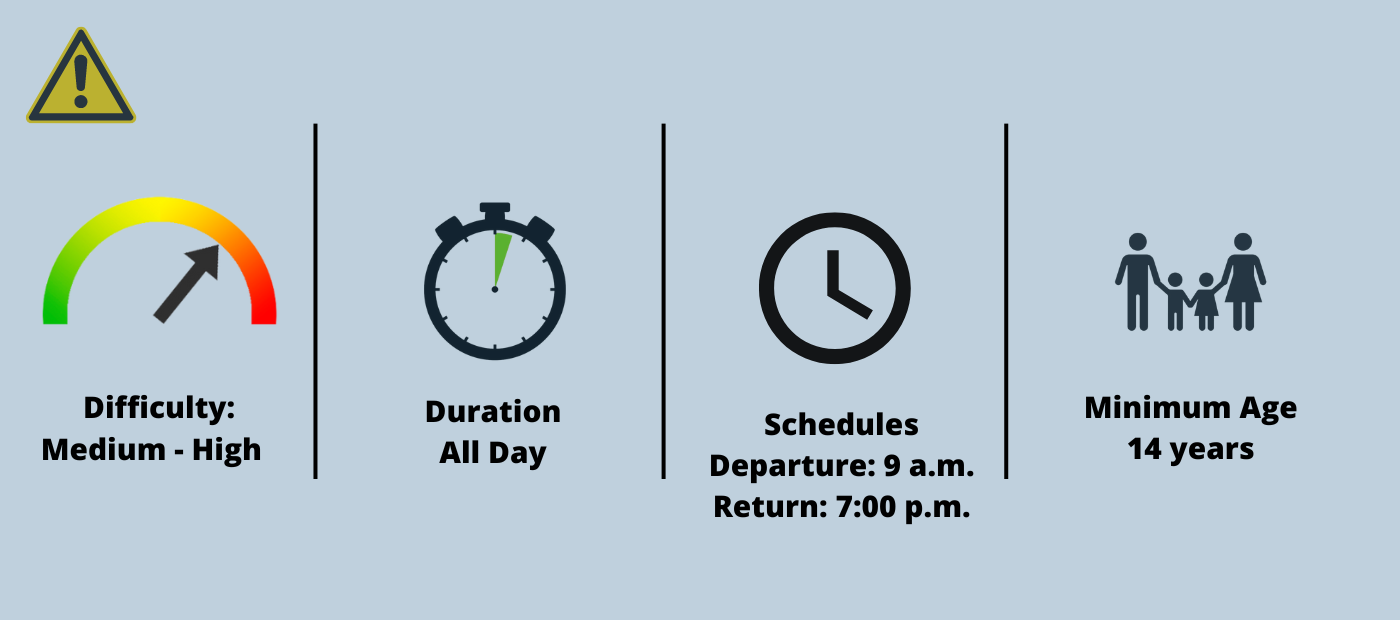 Difficulty:
Medium - High
Duration
All Day
Schedules
Departure: 9 a.m.
Return: 7:00 p.m.
Minimum Age
14 years